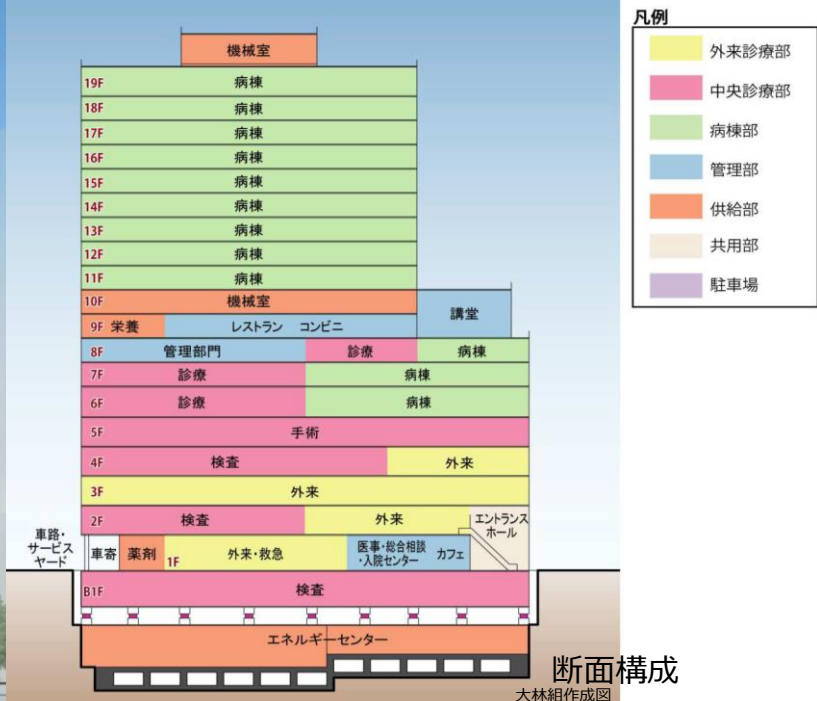 凡例
外来診療部
中央診療部
病棟部
管理部
供給部
共用部
駐車場
機械室
19F 病棟
18F 病棟
17F 病棟
16F 病棟
15F 病棟
14F 病棟
13F 病棟
12F 病棟
11F 病棟
10F 機械室
講堂
9F 栄養 レストラン コンビニ
8F 管理部門 診療 病棟
7F 診療 病棟
6F 診療 病棟
5F 手術
4F 検査 外来
3F 外来
2F 検査 外来
エントランス
ホール
車路・
サービス
ヤード
車寄 薬剤 1F 外来・救急
医事・総合相談
・入院センター
カフェ
B1F 検査
エネルギーセンター
断面構成
大林組作成図